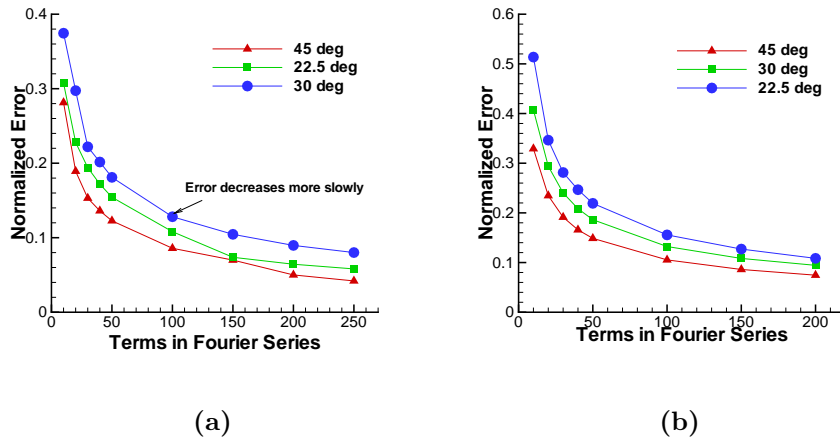 0.4
0.3
0.2
0.1
0
Normalized Error
45 deg
22.5 deg
30 deg
Error decreases more slowly
0 50 100 150 200 250
Terms in Fourier Series
(a)
0.6
0.5
0.4
0.3
0.2
0.1
0
Normalized Error
45 deg
30 deg
22.5 deg
0 50 100 150 200
Terms in Fourier Series
(b)